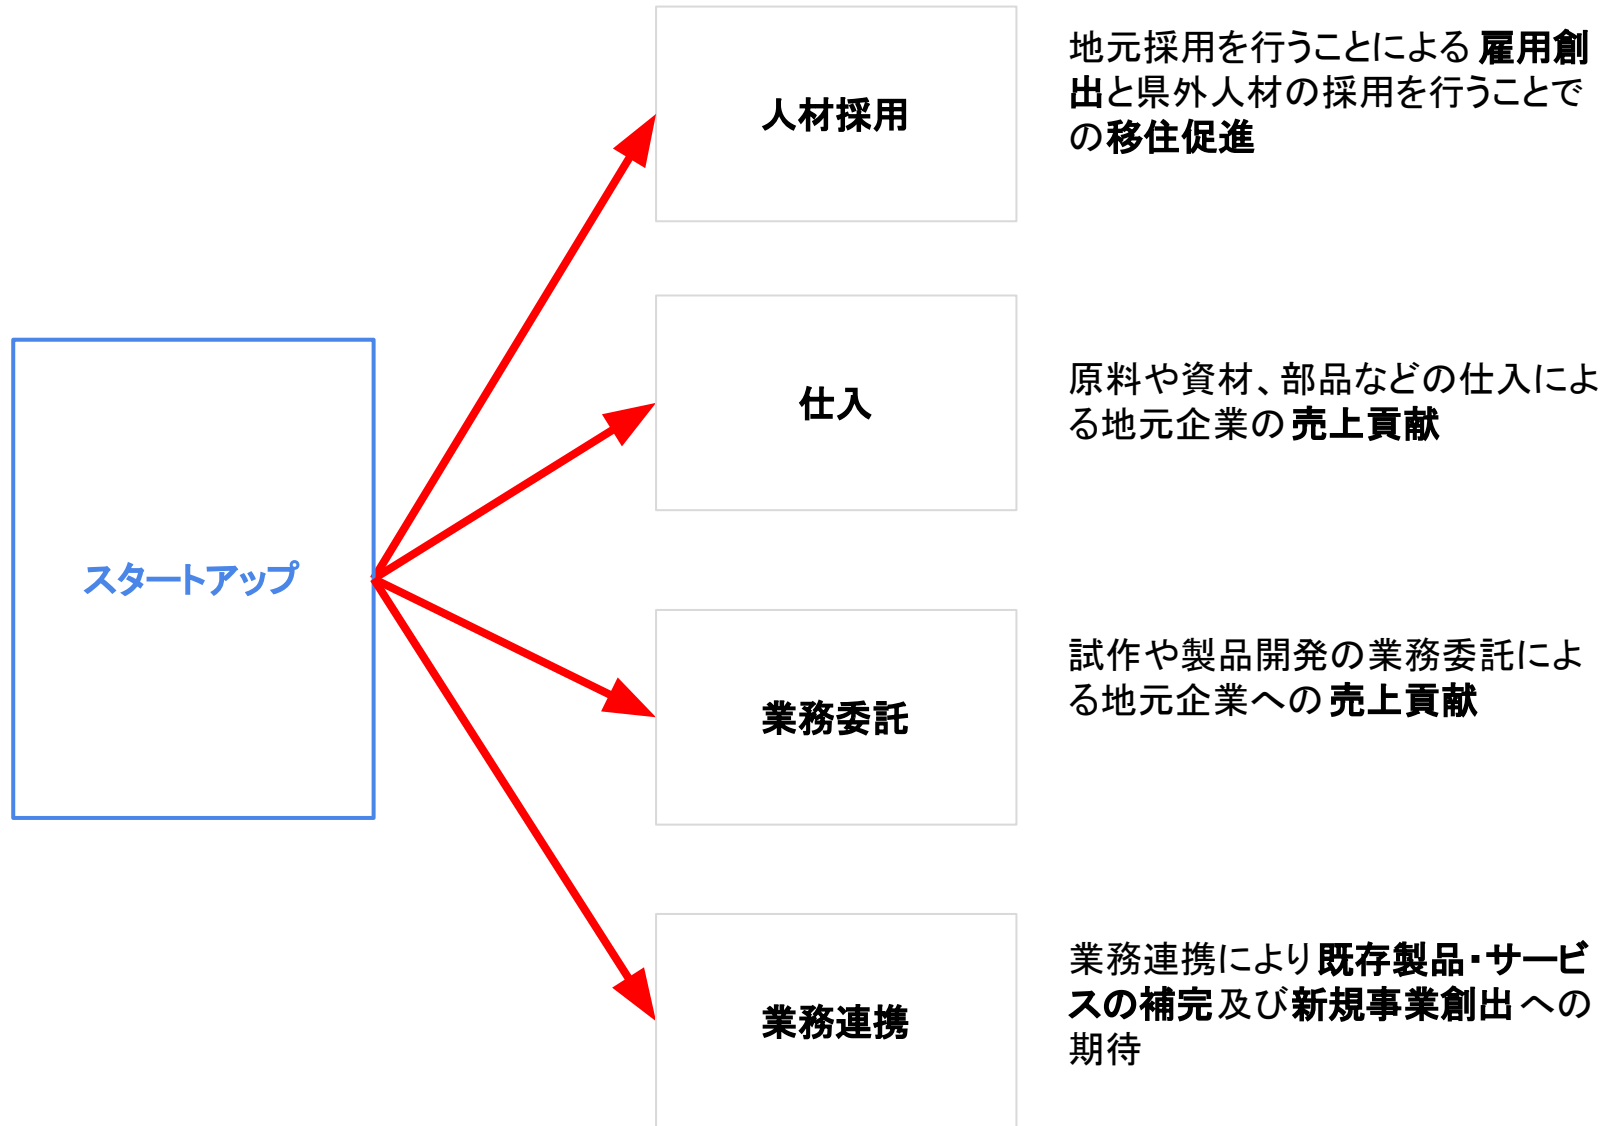 人材採用
地元採用を行うことによる雇用創
出と県外人材の採用を行うことで
の移住促進
仕入
原料や資材、部品などの仕入によ
る地元企業の売上貢献
スタートアップ
業務委託
試作や製品開発の業務委託によ
る地元企業への売上貢献
業務連携
業務連携により既存製品・サービ
スの補完及び新規事業創出への
期待